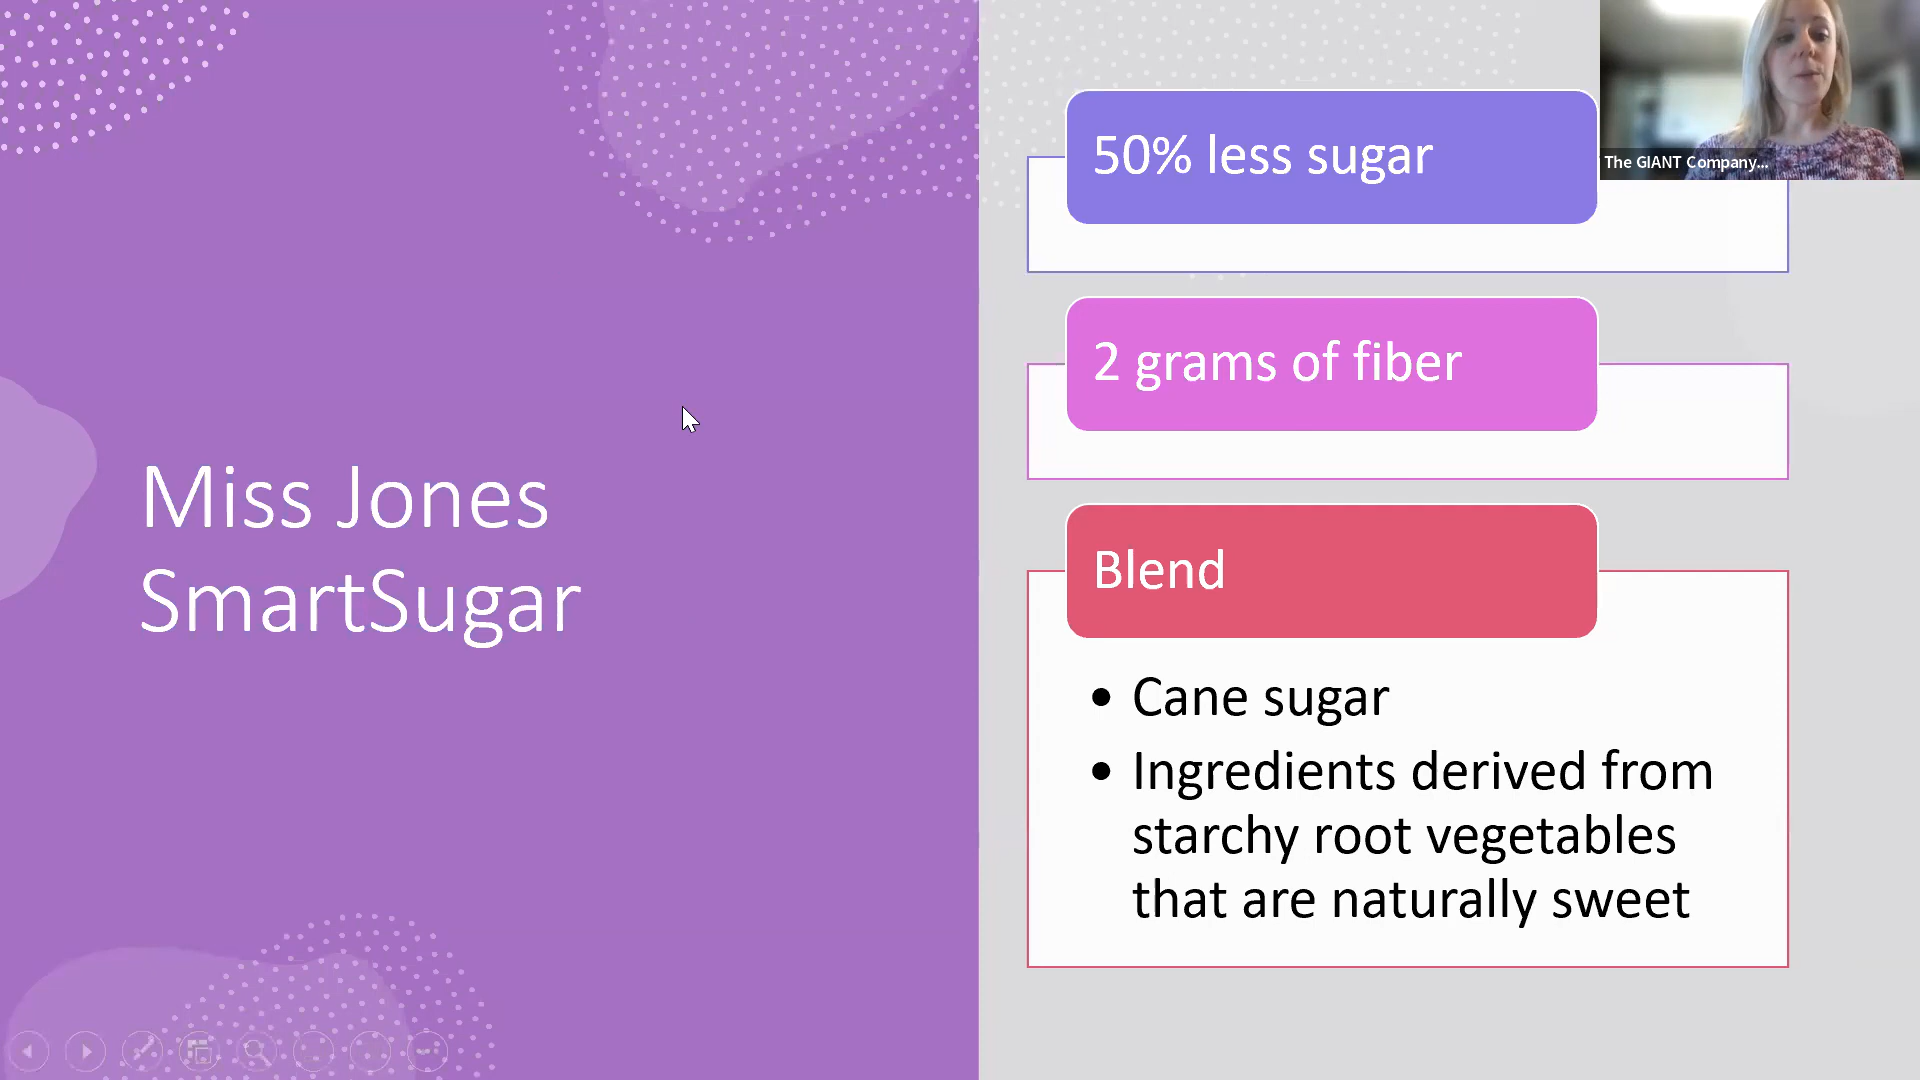 Miss Jones
SmartSugar
50% less sugar
2 grams of fiber
Blend
• Cane sugar
• Ingredients derived from
starchy root vegetables
that are naturally sweet
The GIANT Company...